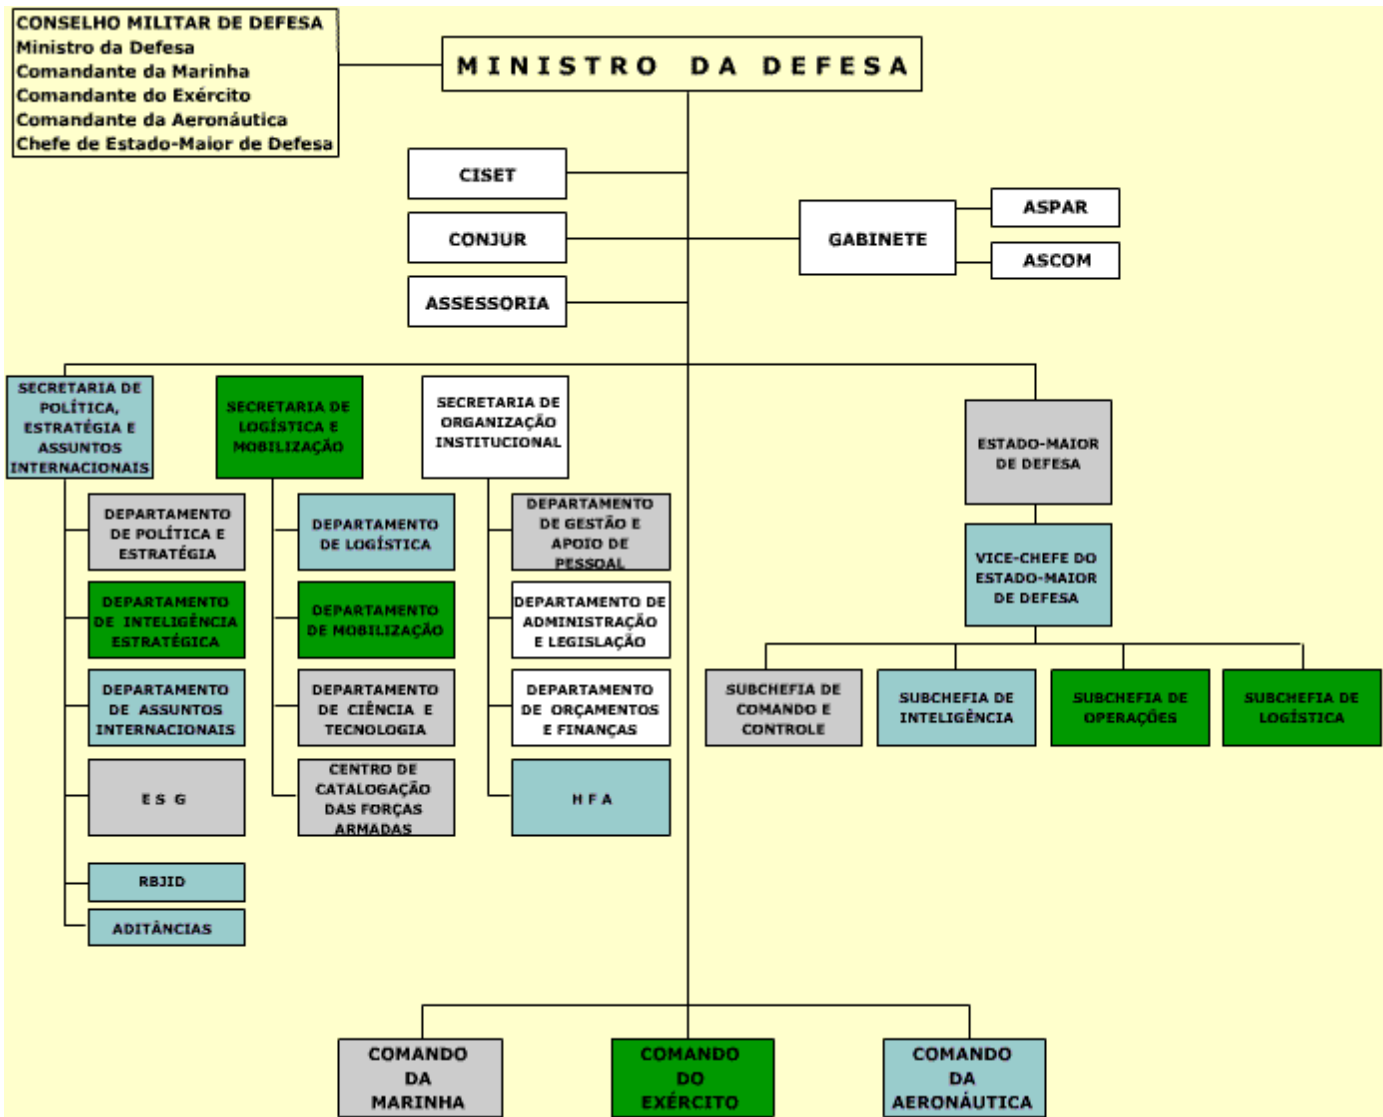 CONSELHO MILITAR DE DEFESA
Ministro da Defesa
Comandante da Marinha
Comandante do Exército
Comandante da Aeronáutica
Chefe de Estado-Maior de Defesa
MINISTRO DA DEFESA
CISET
CONJUR
ASSESSORIA
GABINETE
ASPAR
ASCOM
SECRETARIA DE
POLÍTICA,
ESTRATÉGIA E
ASSUNTOS
INTERNACIONAIS
DEPARTAMENTO
DE POLÍTICA E
ESTRATÉGIA
DEPARTAMENTO
DE INTELIGÊNCIA
ESTRATÉGICA
DEPARTAMENTO
DE ASSUNTOS
INTERNACIONAIS
E S G
RBJID
ADITÂNCIAS
SECRETARIA DE
LOGÍSTICA E
MOBILIZAÇÃO
DEPARTAMENTO
DE LOGÍSTICA
DEPARTAMENTO
DE MOBILIZAÇÃO
DEPARTAMENTO
DE CIÊNCIA E
TECNOLOGIA
CENTRO DE
CATALOGAÇÃO
DAS FORÇAS
ARMADAS
SECRETARIA DE
ORGANIZAÇÃO
INSTITUCIONAL
DEPARTAMENTO
DE GESTÃO E
APOIO DE
PESSOAL
DEPARTAMENTO DE
ADMINISTRAÇÃO
E LEGISLAÇÃO
DEPARTAMENTO
DE ORÇAMENTOS
E FINANÇAS
H F A
ESTADO-MAIOR
DE DEFESA
VICE-CHEFE DO
ESTADO-MAIOR
DE DEFESA
SUBCHEFIA DE
COMANDO E
CONTROLE
SUBCHEFIA DE
INTELIGÊNCIA
SUBCHEFIA DE
OPERAÇÕES
SUBCHEFIA DE
LOGÍSTICA
COMANDO
DA
MARINHA
COMANDO
DO
EXÉRCITO
COMANDO
DA
AERONÁUTICA